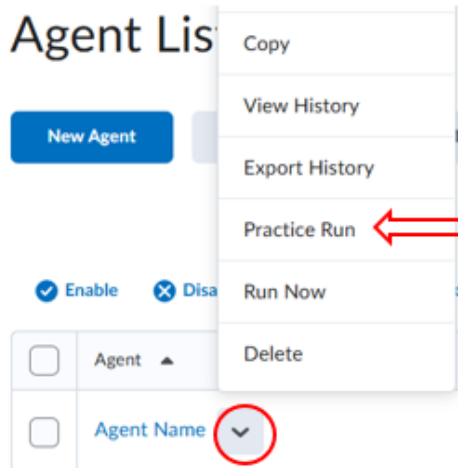 Agent Lis
Copy
View History
New Agent
Export History
Practice Run
Enable
Disa
Run Now
Agent
Delete
Agent Name